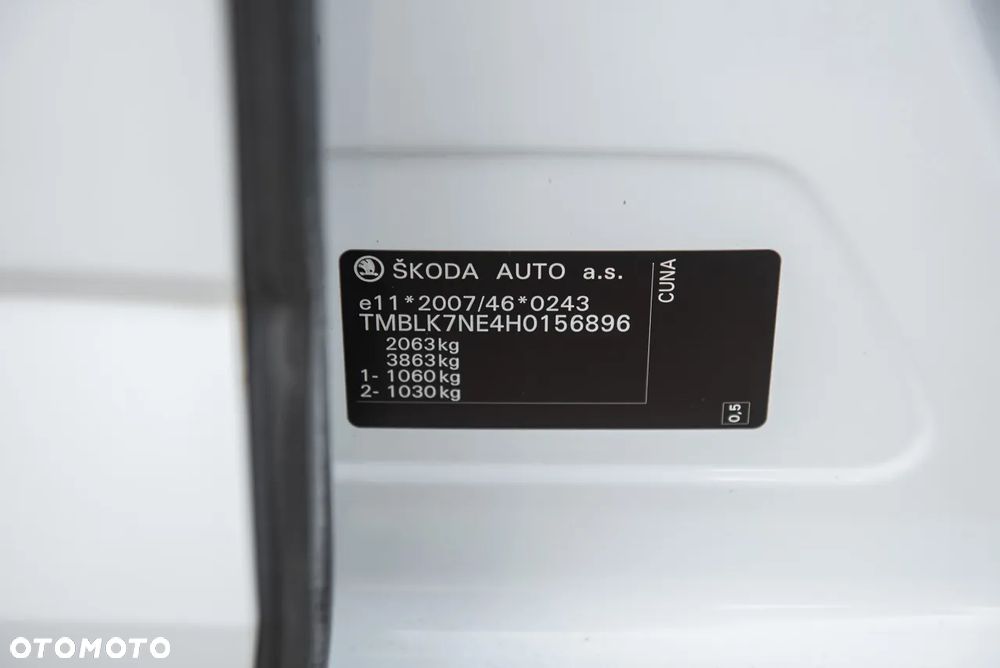 ŠKODA AUTO a.s.
e11*2007/46*0243
TMBLK7NE4H0156896
2063kg
3863kg
1- 1060kg
2- 1030kg
CUNA
0,5
OTOMOTO